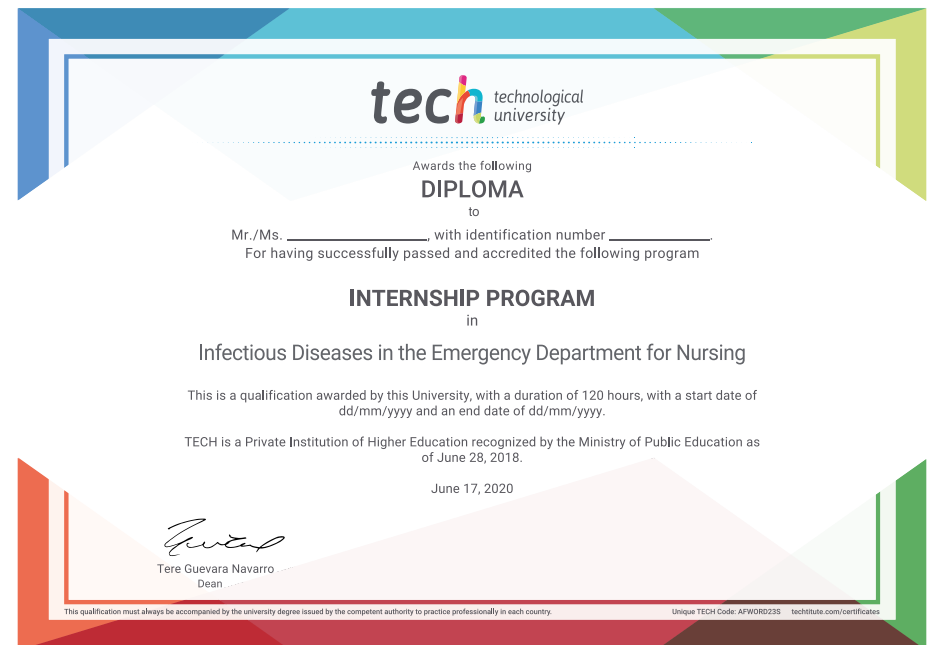 tech technological
university
Awards the following
DIPLOMA
to
Mr./Ms. ____________________, with identification number ______________.
For having successfully passed and accredited the following program
INTERNSHIP PROGRAM
in
Infectious Diseases in the Emergency Department for Nursing
This is a qualification awarded by this University, with a duration of 120 hours, with a start date of
dd/mm/yyyy and an end date of dd/mm/yyyy.
TECH is a Private Institution of Higher Education recognized by the Ministry of Public Education as
of June 28, 2018.
June 17, 2020
Tere Guevara Navarro
Dean
This qualification must always be accompanied by the university degree issued by the competent authority to practice professionally in each country.
Unique TECH Code: AFWORD23S techtitute.com/certificates